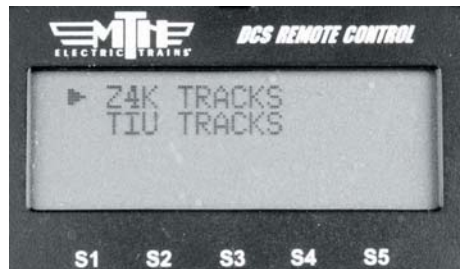 MTH
ELECTRIC TRAINS
DCS REMOTE CONTROL
Z4K TRACKS
TIU TRACKS
S1 S2 S3 S4 S5